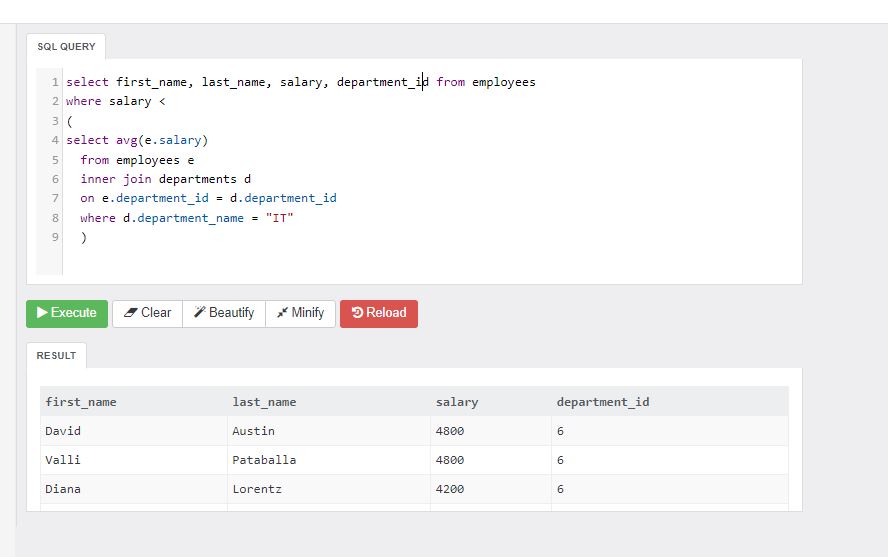 SQL QUERY
1 select first_name, last_name, salary, department_id from employees
2 where salary <
3 (
4 select avg(e.salary)
5 from employees e
6 inner join departments d
7 on e.department_id = d.department_id
8 where d.department_name = "IT"
9 )
Execute Clear Beautify Minify Reload
RESULT
first_name last_name salary department_id
David Austin 4800 6
Valli Pataballa 4800 6
Diana Lorentz 4200 6